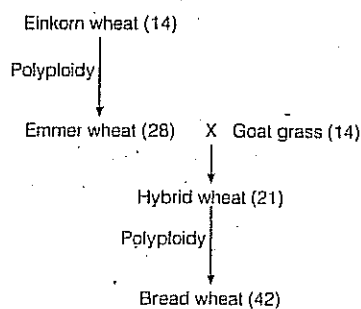 Einkorn wheat (14)
Polyploidy
Emmer wheat (28) X Goat grass (14)
Hybrid wheat (21)
Polyploidy
Bread wheat (42)